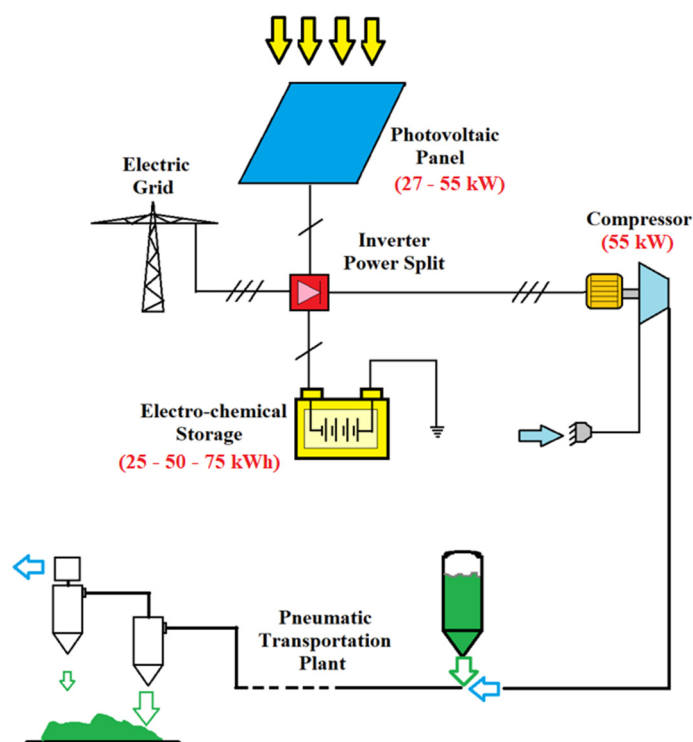 Photovoltaic
Panel
(27 - 55 kW)
Electric
Grid
Inverter
Power Split
Compressor
(55 kW)
Electro-chemical
Storage
(25 - 50 - 75 kWh)
Pneumatic
Transportation
Plant